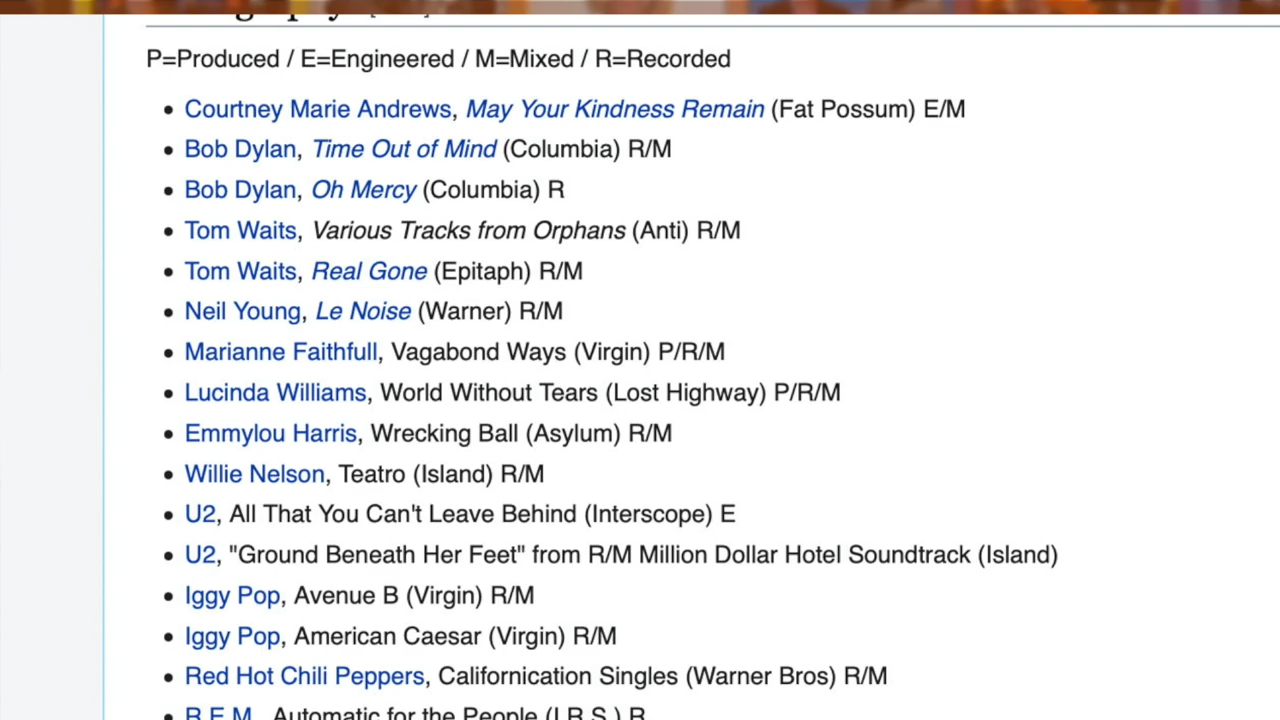 P=Produced / E=Engineered / M=Mixed / R=Recorded
• Courtney Marie Andrews, May Your Kindness Remain (Fat Possum) E/M
• Bob Dylan, Time Out of Mind (Columbia) R/M
• Bob Dylan, Oh Mercy (Columbia) R
• Tom Waits, Various Tracks from Orphans (Anti) R/M
• Tom Waits, Real Gone (Epitaph) R/M
• Neil Young, Le Noise (Warner) R/M
• Marianne Faithfull, Vagabond Ways (Virgin) P/R/M
• Lucinda Williams, World Without Tears (Lost Highway) P/R/M
• Emmylou Harris, Wrecking Ball (Asylum) R/M
• Willie Nelson, Teatro (Island) R/M
• U2, All That You Can't Leave Behind (Interscope) E
• U2, "Ground Beneath Her Feet" from R/M Million Dollar Hotel Soundtrack (Island)
• Iggy Pop, Avenue B (Virgin) R/M
• Iggy Pop, American Caesar (Virgin) R/M
• Red Hot Chili Peppers, Californication Singles (Warner Bros) R/M
• R.E.M., Automatic for the People (I.R.S.) R